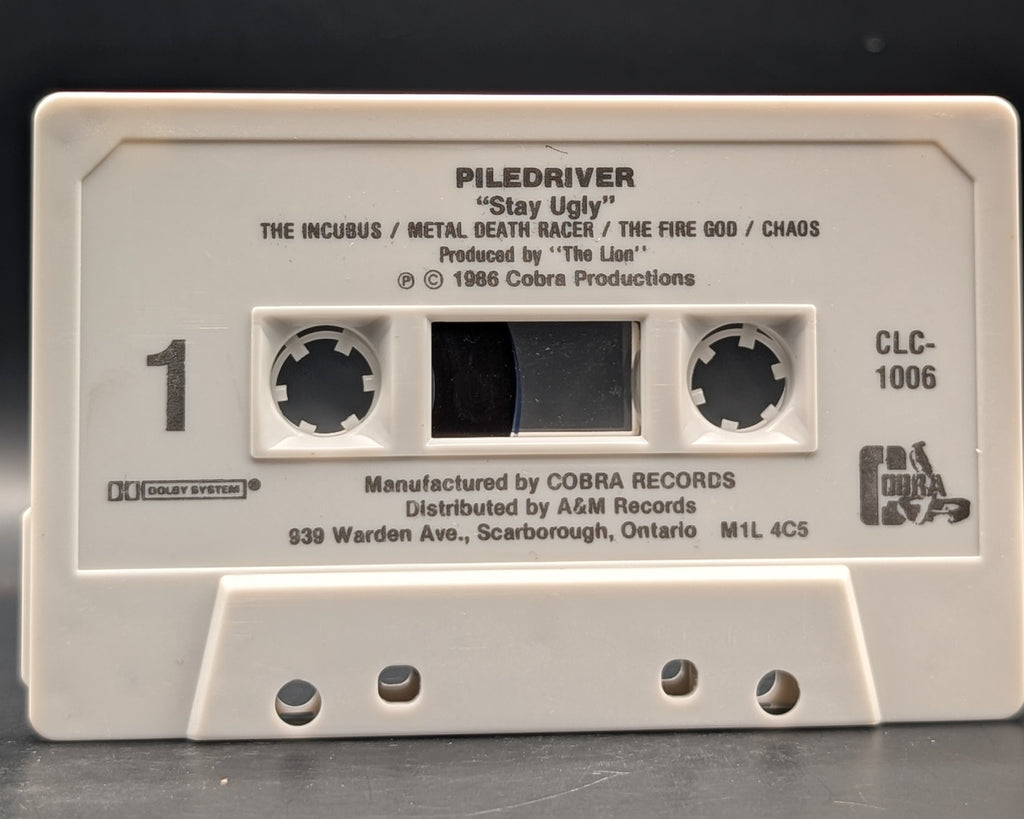 PILEDRIVER
“Stay Ugly”
THE INCUBUS / METAL DEATH RACER / THE FIRE GOD / CHAOS
Produced by “The Lion”
℗ © 1986 Cobra Productions
1
CLC-
1006
DOLBY SYSTEM®
COBRA
Manufactured by COBRA RECORDS
Distributed by A&M Records
939 Warden Ave., Scarborough, Ontario M1L 4C5